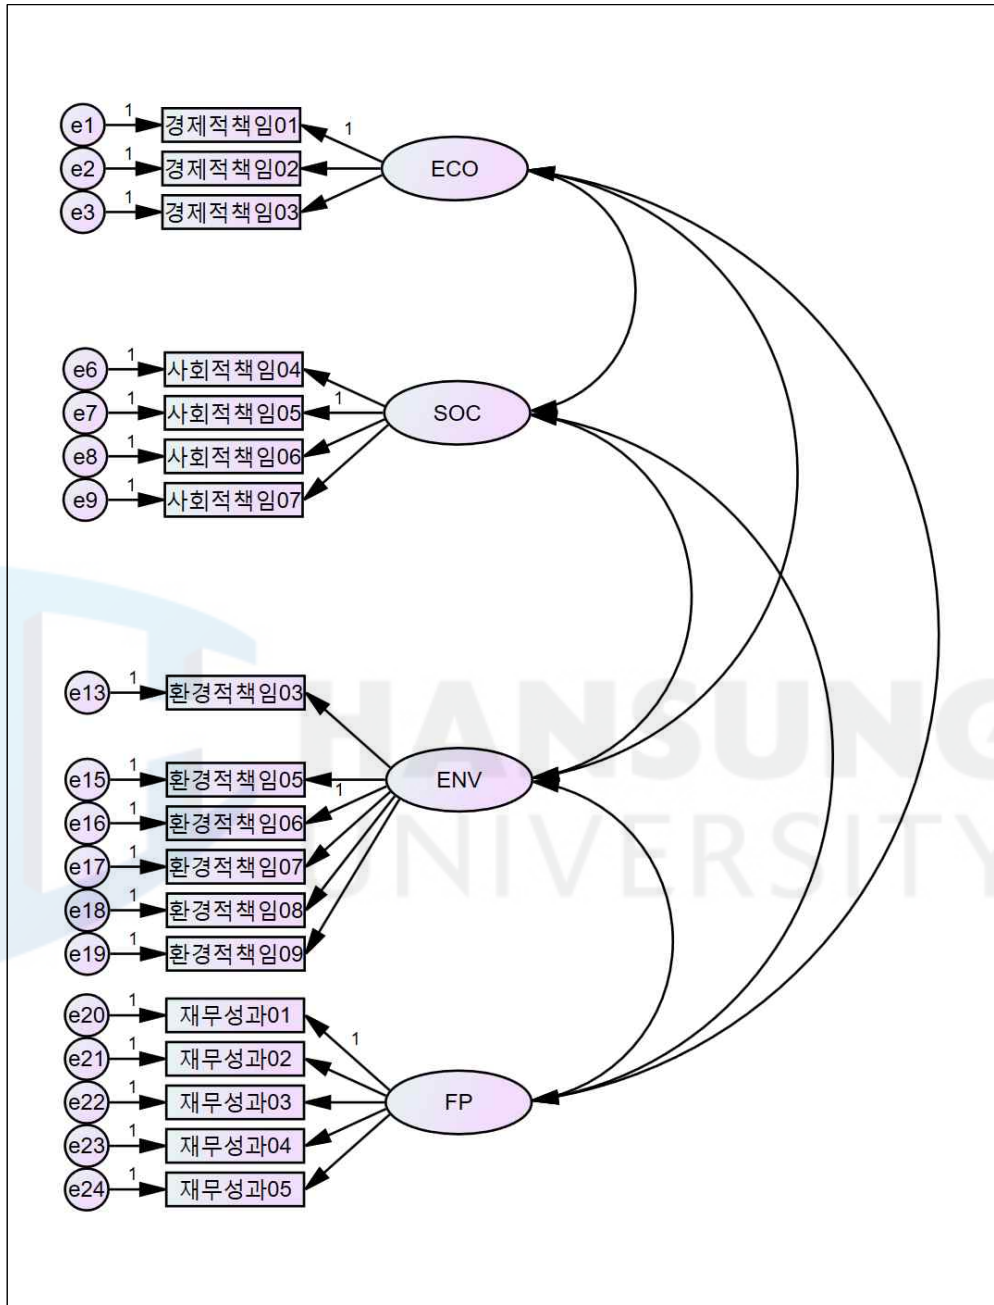 e1 1 경제적책임01 1
e2 1 경제적책임02 ECO
e3 1 경제적책임03
e6 1 사회적책임04
e7 1 사회적책임05 1 SOC
e8 1 사회적책임06
e9 1 사회적책임07
e13 1 환경적책임03
HANSUNG
e15 1 환경적책임05 ENV
e16 1 환경적책임06 1
UNIVERSITY
e17 1 환경적책임07
e18 1 환경적책임08
e19 1 환경적책임09
e20 1 재무성과01
e21 1 재무성과02 1
e22 1 재무성과03 FP
e23 1 재무성과04
e24 1 재무성과05